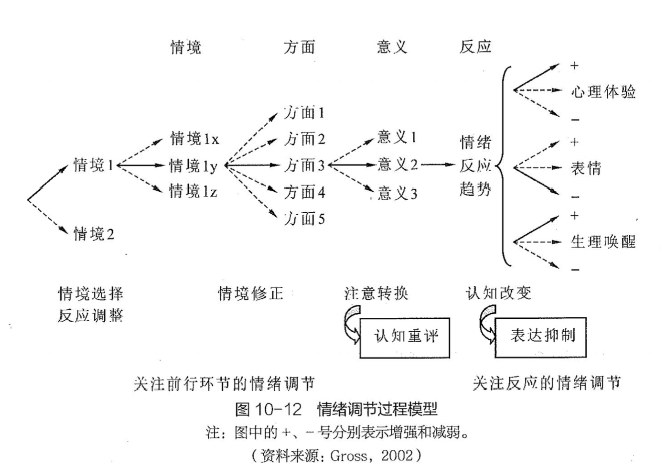 情境 方面 意义 反应
+
心理体验
−
方面1
情境1x 方面2 意义1 情绪 +
情境1 情境1y 方面3 意义2 反应 表情
情境1z 方面4 意义3 趋势 −
方面5 +
情境2 生理唤醒
−
情境选择 情境修正 注意转换 认知改变
反应调整
认知重评 表达抑制
关注前行环节的情绪调节 关注反应的情绪调节
图 10-12 情绪调节过程模型
注: 图中的 +、− 号分别表示增强和减弱。
(资料来源: Gross, 2002)